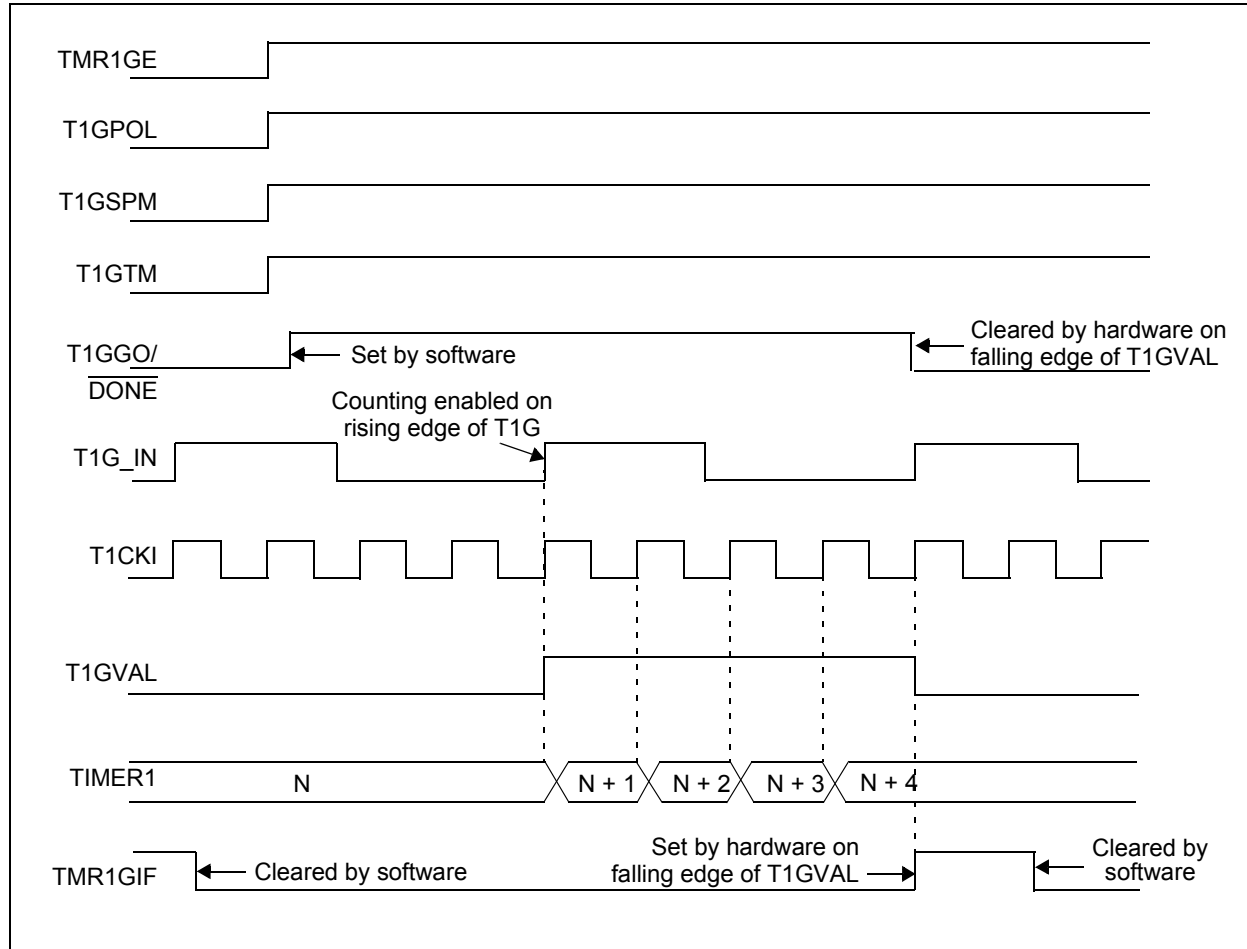 TMR1GE
T1GPOL
T1GSPM
T1GTM
T1GGO/
DONE
Set by software
Cleared by hardware on
falling edge of T1GVAL
Counting enabled on
rising edge of T1G
T1G_IN
T1CKI
T1GVAL
TIMER1
N
N + 1
N + 2
N + 3
N + 4
TMR1GIF
Cleared by software
Set by hardware on
falling edge of T1GVAL
Cleared by
software